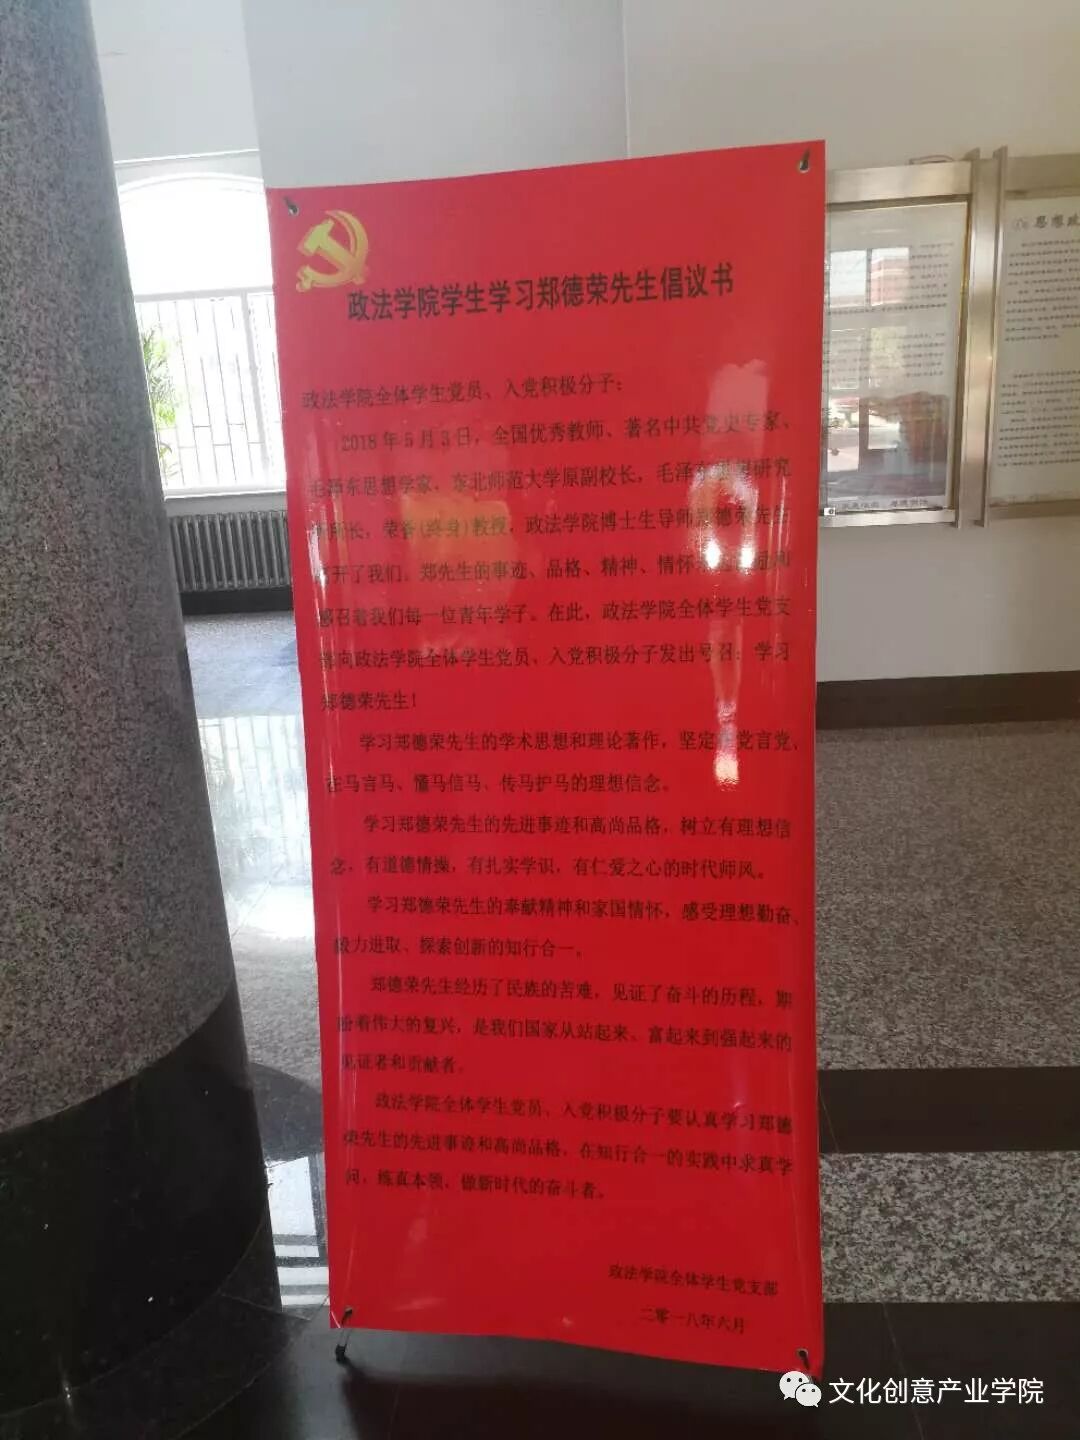 政法学院学生学习郑德荣先生倡议书
政法学院全体学生党员、入党积极分子：
2018年5月3日，全国优秀教师、著名中共党史专家、
毛泽东思想学家，东北师范大学原副校长，毛泽东思想研究
所所长，荣誉(终身)教授，政法学院博士生导师郑德荣先生
离开了我们。郑先生的事迹、品格、精神、情怀
感召着我们每一位青年学子。在此，政法学院全体学生党支
部向政法学院全体学生党员、入党积极分子发出号召：学习
郑德荣先生！
学习郑德荣先生的学术思想和理论著作，坚定在党言党、
在马言马、懂马信马、传马护马的理想信念。
学习郑德荣先生的先进事迹和高尚品格，树立有理想信
念，有道德情操，有扎实学识，有仁爱之心的时代师风。
学习郑德荣先生的奉献精神和家国情怀，感受理想勤奋、
毅力进取、探索创新的知行合一。
郑德荣先生经历了民族的苦难，见证了奋斗的历程，期
盼着伟大的复兴，是我们国家从站起来、富起来到强起来的
见证者和贡献者。
政法学院全体学生党员、入党积极分子要认真学习郑德
荣先生的先进事迹和高尚品格，在知行合一的实践中求真学
问，练真本领，做新时代的奋斗者。
政法学院全体学生党支部
二零一八年六月
思想政
文化创意产业学院